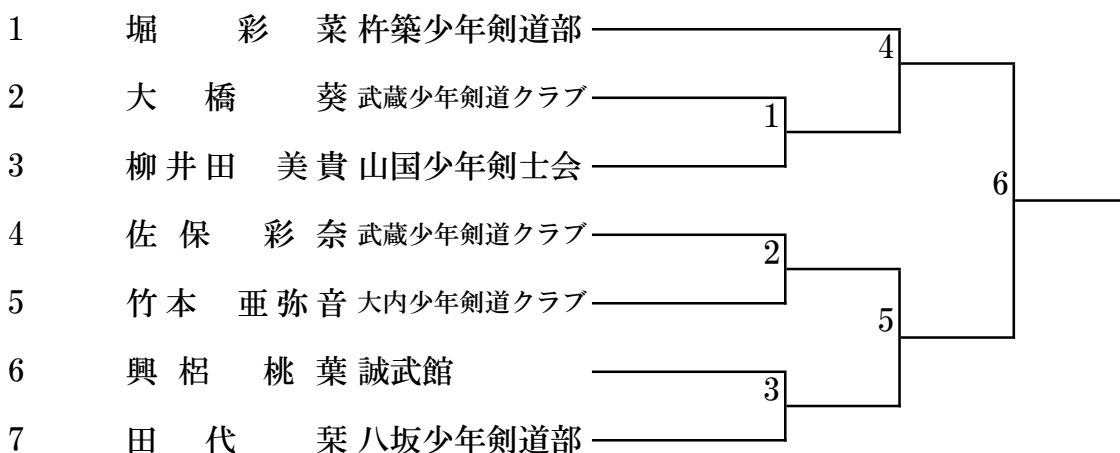 1 堀 彩 菜 杵築少年剣道部
4
2 大 橋 葵 武蔵少年剣道クラブ
1
3 柳井田 美貴 山国少年剣士会
6
4 佐 保 彩 奈 武蔵少年剣道クラブ
2
5 竹本 亜弥音 大内少年剣道クラブ
5
6 興 梠 桃 葉 誠武館
3
7 田 代 栞 八坂少年剣道部